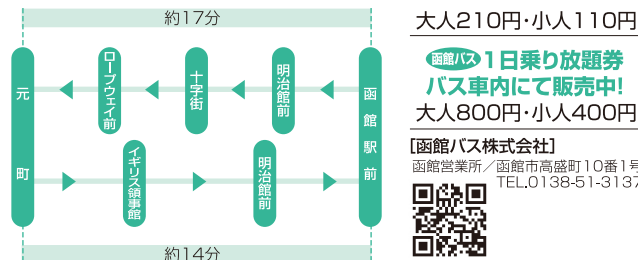 約17分
元町
ロープウェイ前
十字街
明治館前
函館駅前
イギリス領事館
明治館前
約14分
大人210円・小人110円
函館バス 1日乗り放題券
バス車内にて販売中!
大人800円・小人400円
[函館バス株式会社]
函館営業所/函館市高盛町10番1号
TEL.0138-51-3137